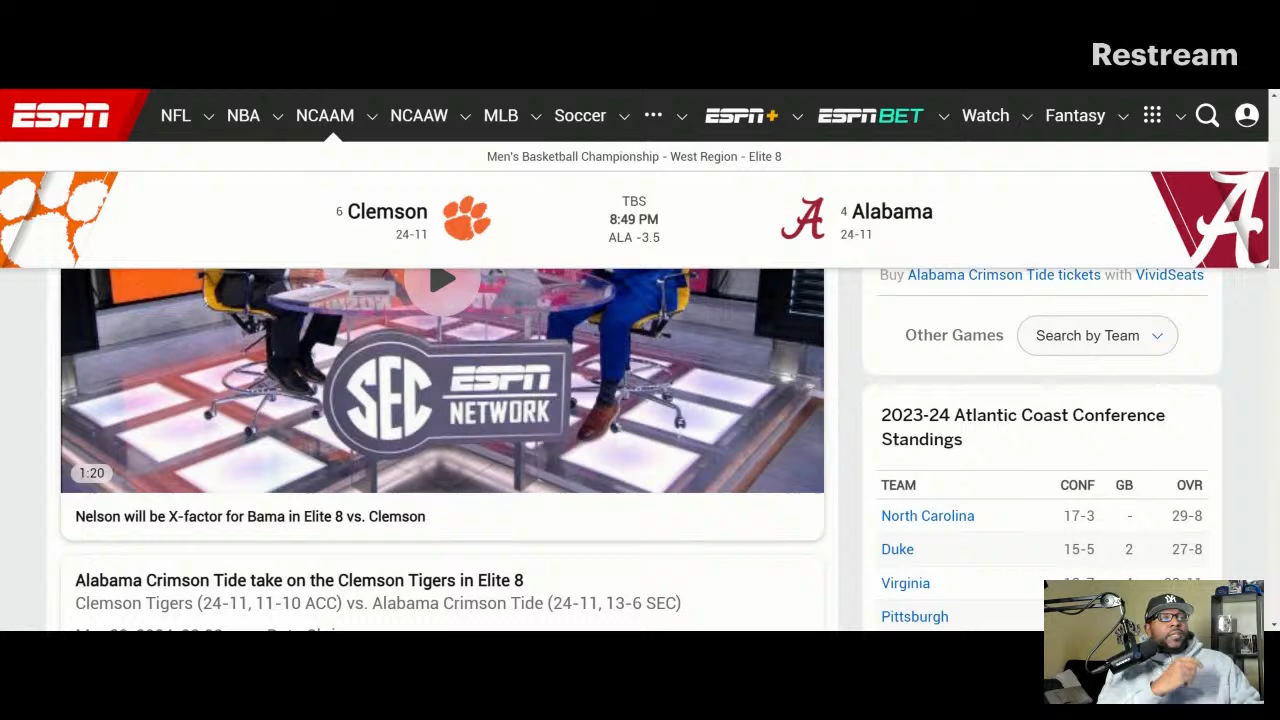 Restream
ESPN NFL NBA NCAAM NCAAW MLB Soccer ... ESPN+ ESPN BET Watch Fantasy
Men's Basketball Championship - West Region - Elite 8
6 Clemson
24-11
TBS
8:49 PM
ALA -3.5
4 Alabama
24-11
SEC ESPN
NETWORK
1:20
Nelson will be X-factor for Bama in Elite 8 vs. Clemson
Alabama Crimson Tide take on the Clemson Tigers in Elite 8
Clemson Tigers (24-11, 11-10 ACC) vs. Alabama Crimson Tide (24-11, 13-6 SEC)
Buy Alabama Crimson Tide tickets with VividSeats
Other Games Search by Team
2023-24 Atlantic Coast Conference
Standings
TEAM CONF GB OVR
North Carolina 17-3 - 29-8
Duke 15-5 2 27-8
Virginia
Pittsburgh